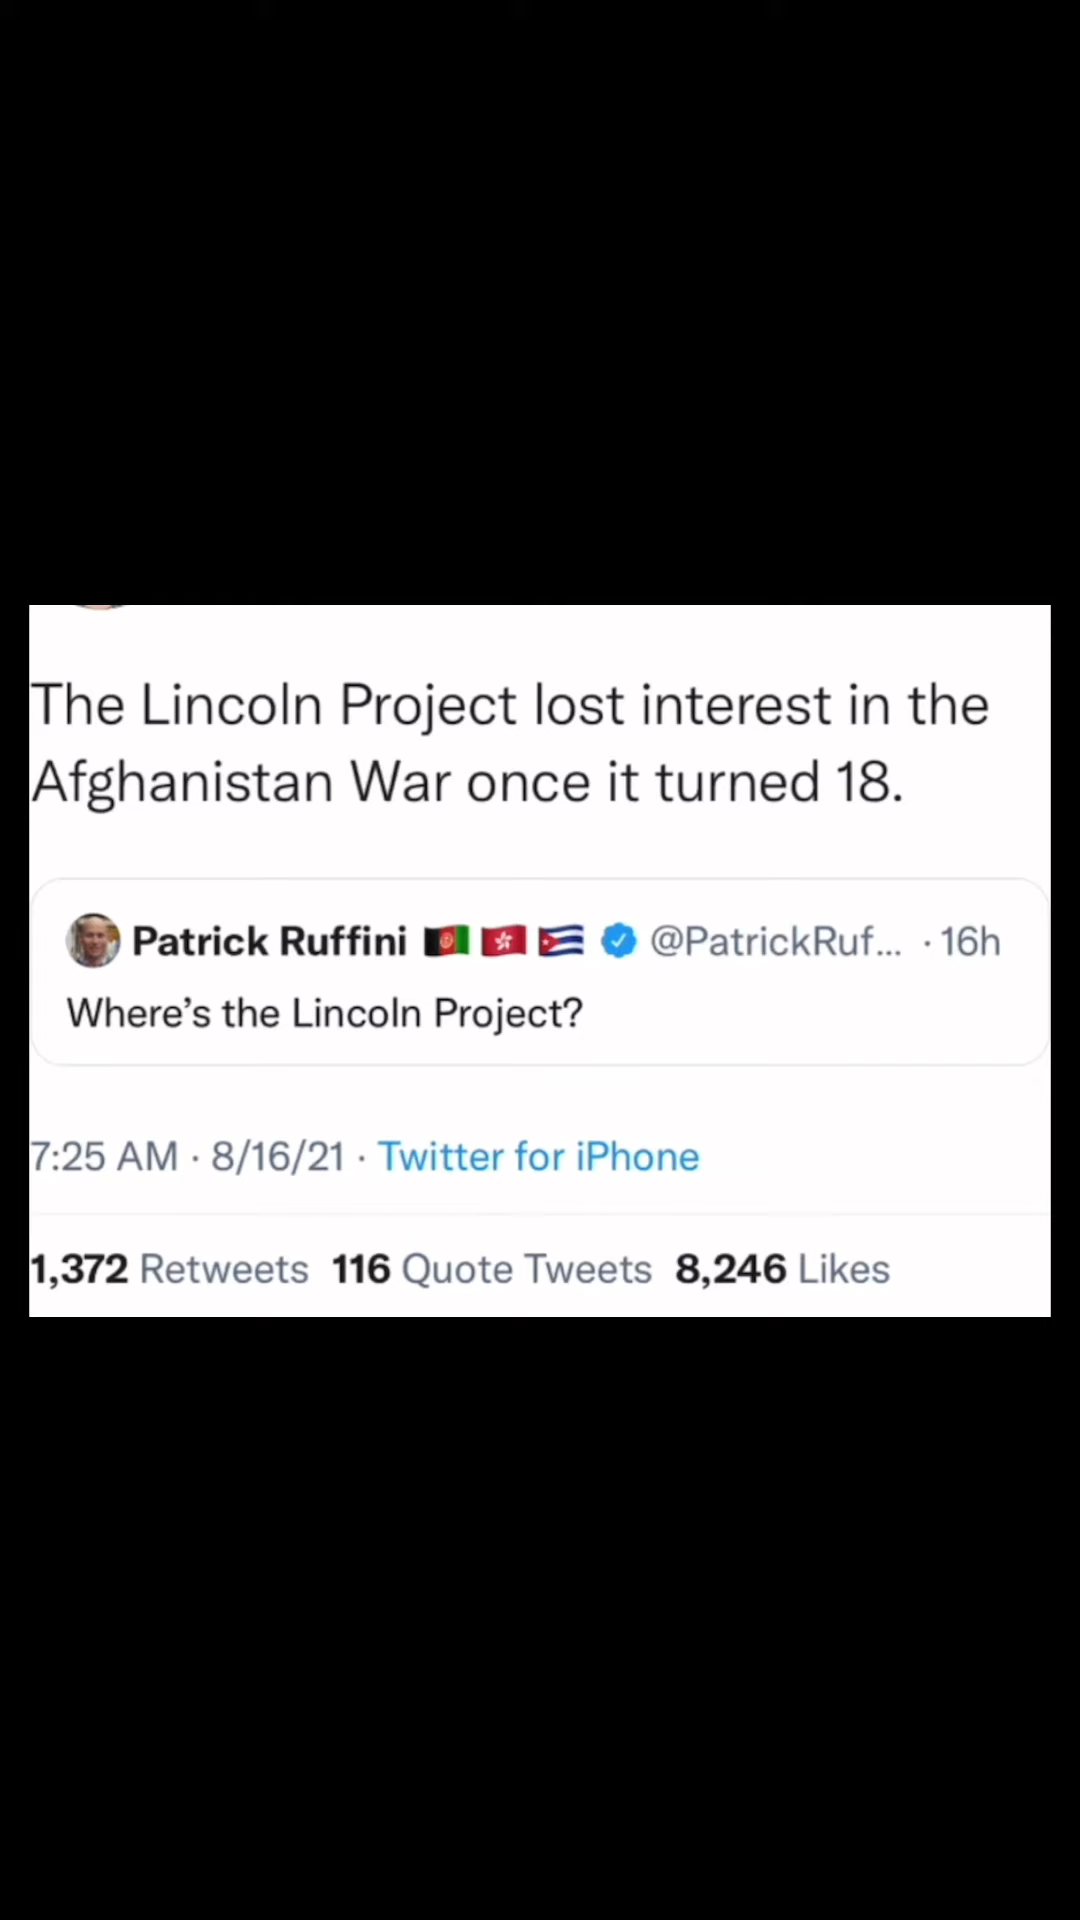 The Lincoln Project lost interest in the
Afghanistan War once it turned 18.
Patrick Ruffini 🇦🇫 🇭🇰 🇨🇺 @PatrickRuf... · 16h
Where’s the Lincoln Project?
7:25 AM · 8/16/21 · Twitter for iPhone
1,372 Retweets 116 Quote Tweets 8,246 Likes